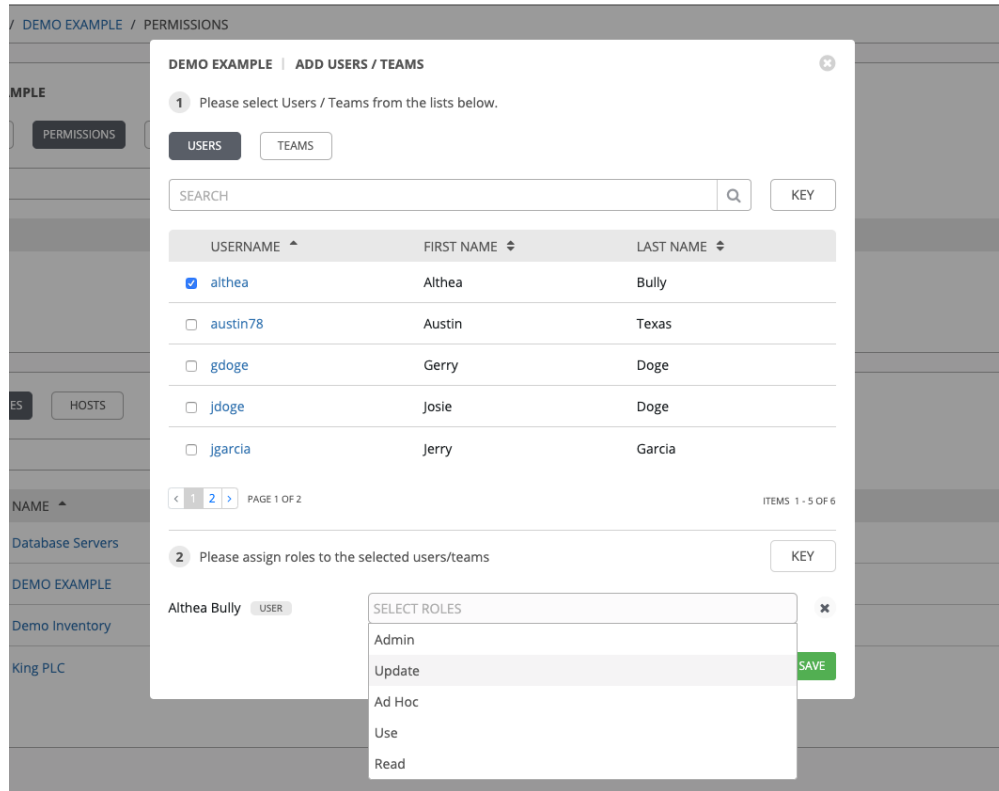 / DEMO EXAMPLE / PERMISSIONS
DEMO EXAMPLE | ADD USERS / TEAMS
MPLE
1 Please select Users / Teams from the lists below.
PERMISSIONS
USERS TEAMS
SEARCH KEY
USERNAME FIRST NAME LAST NAME
althea Althea Bully
austin78 Austin Texas
gdoge Gerry Doge
jdoge Josie Doge
ES HOSTS
jgarcia Jerry Garcia
< 1 2 > PAGE 1 OF 2 ITEMS 1 - 5 OF 6
NAME
Database Servers
2 Please assign roles to the selected users/teams KEY
DEMO EXAMPLE
Althea Bully USER SELECT ROLES
Demo Inventory
Admin
King PLC
Update SAVE
Ad Hoc
Use
Read